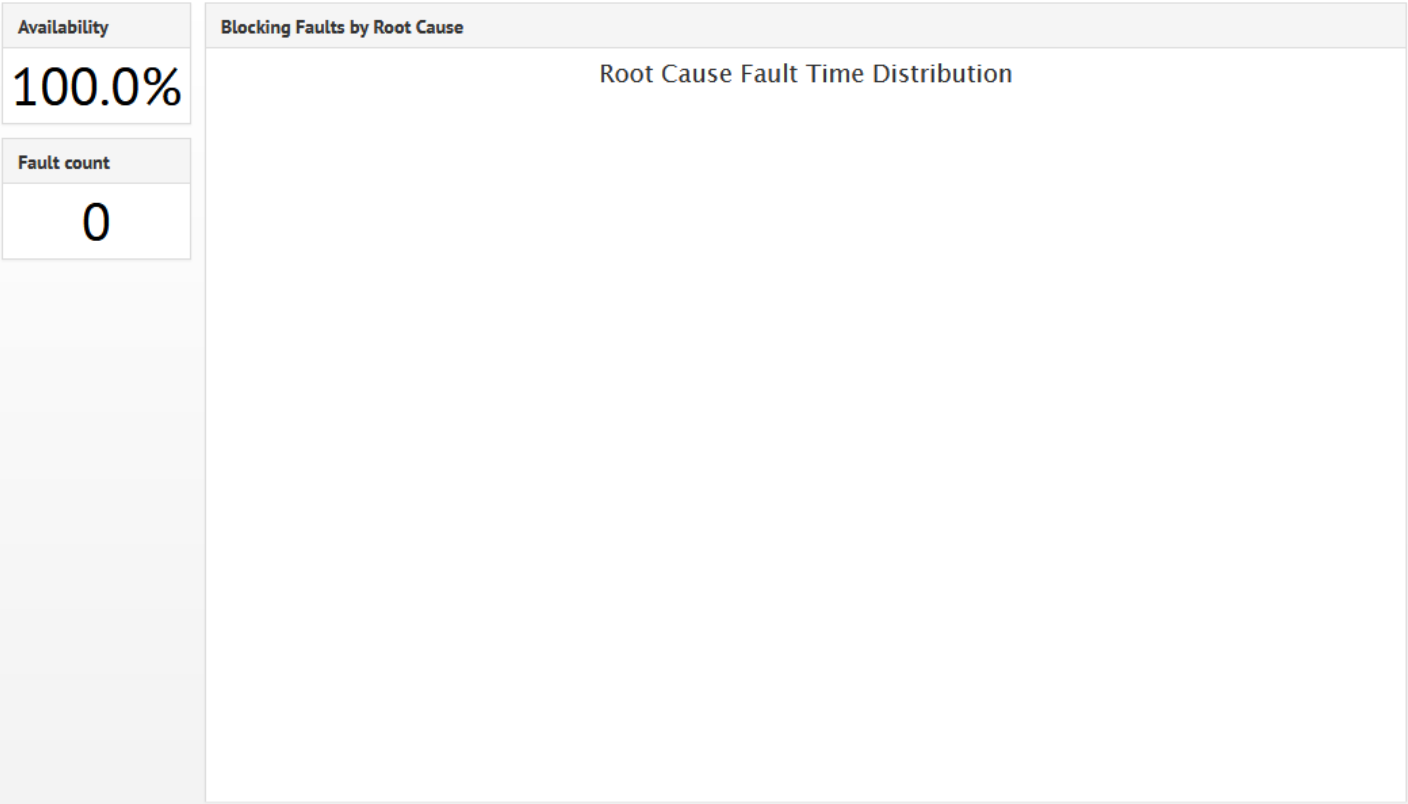 Availability
100.0%
Fault count
0
Blocking Faults by Root Cause
Root Cause Fault Time Distribution